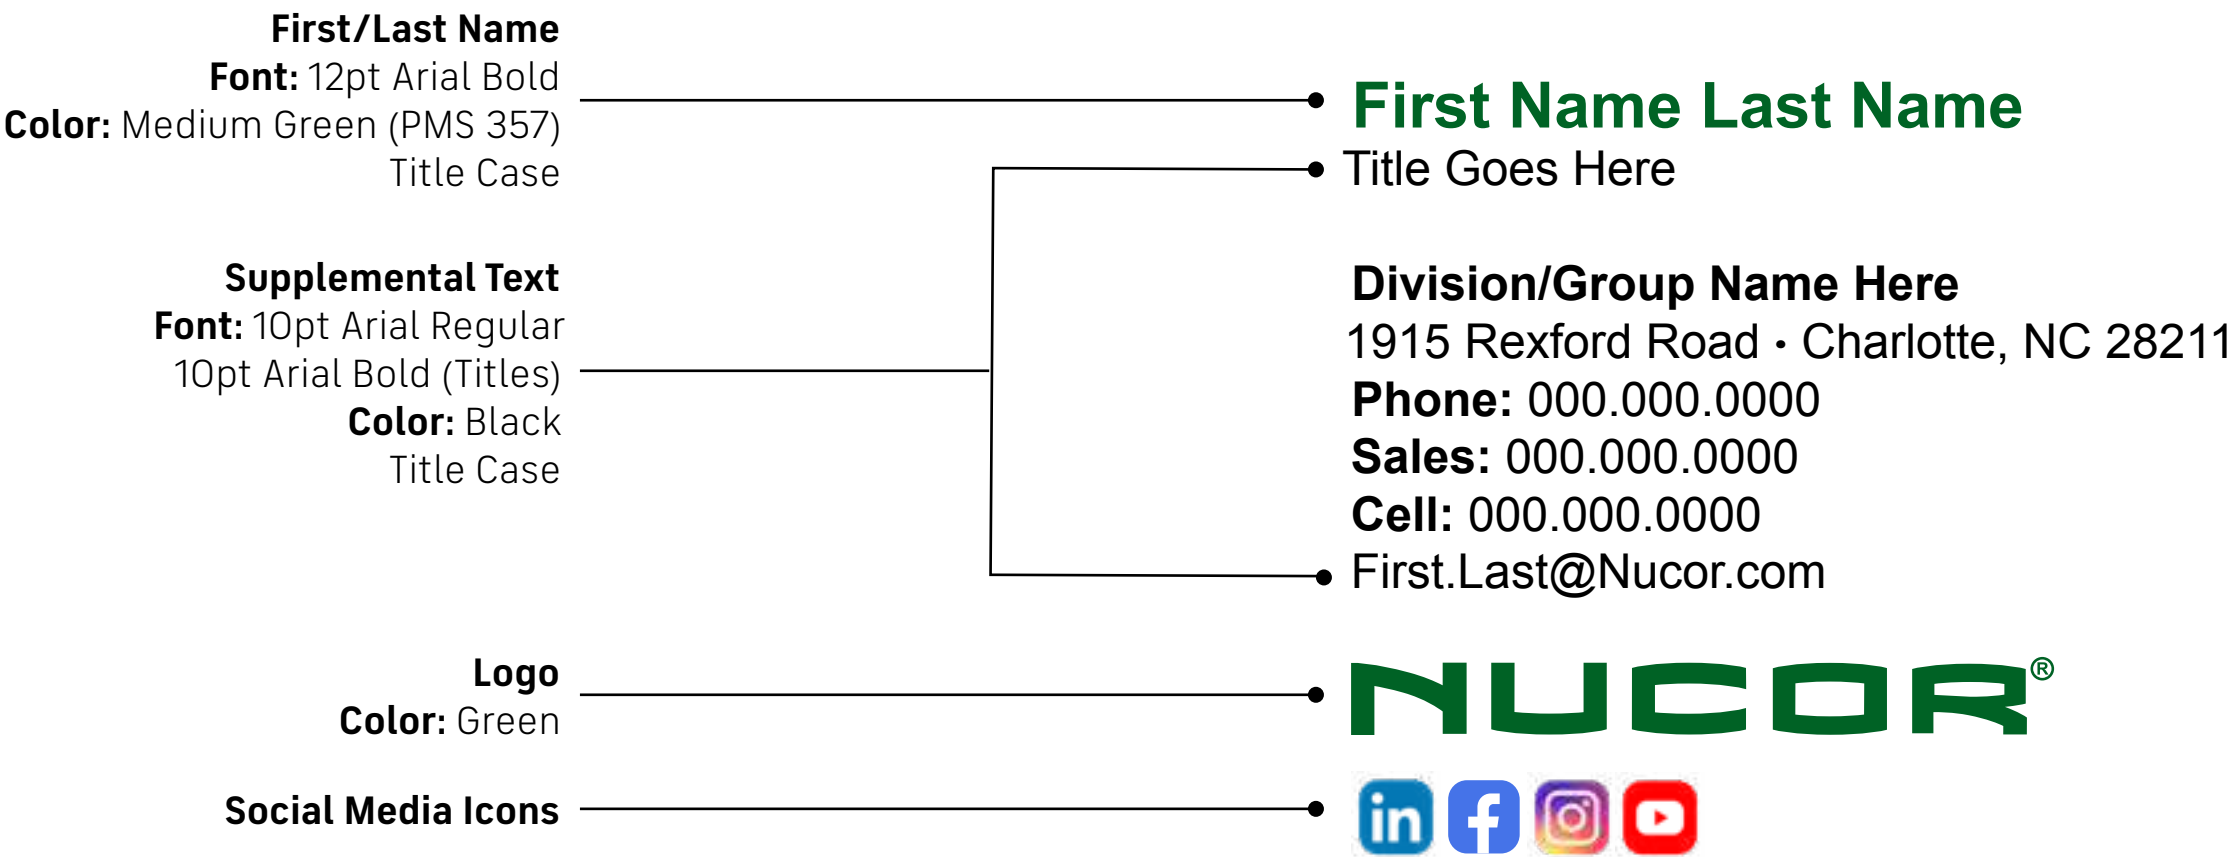 First/Last Name
Font: 12pt Arial Bold
Color: Medium Green (PMS 357)
Title Case
Supplemental Text
Font: 10pt Arial Regular
10pt Arial Bold (Titles)
Color: Black
Title Case
Logo
Color: Green
Social Media Icons
First Name Last Name
Title Goes Here
Division/Group Name Here
1915 Rexford Road • Charlotte, NC 28211
Phone: 000.000.0000
Sales: 000.000.0000
Cell: 000.000.0000
First.Last@Nucor.com
NUCOR®
in f